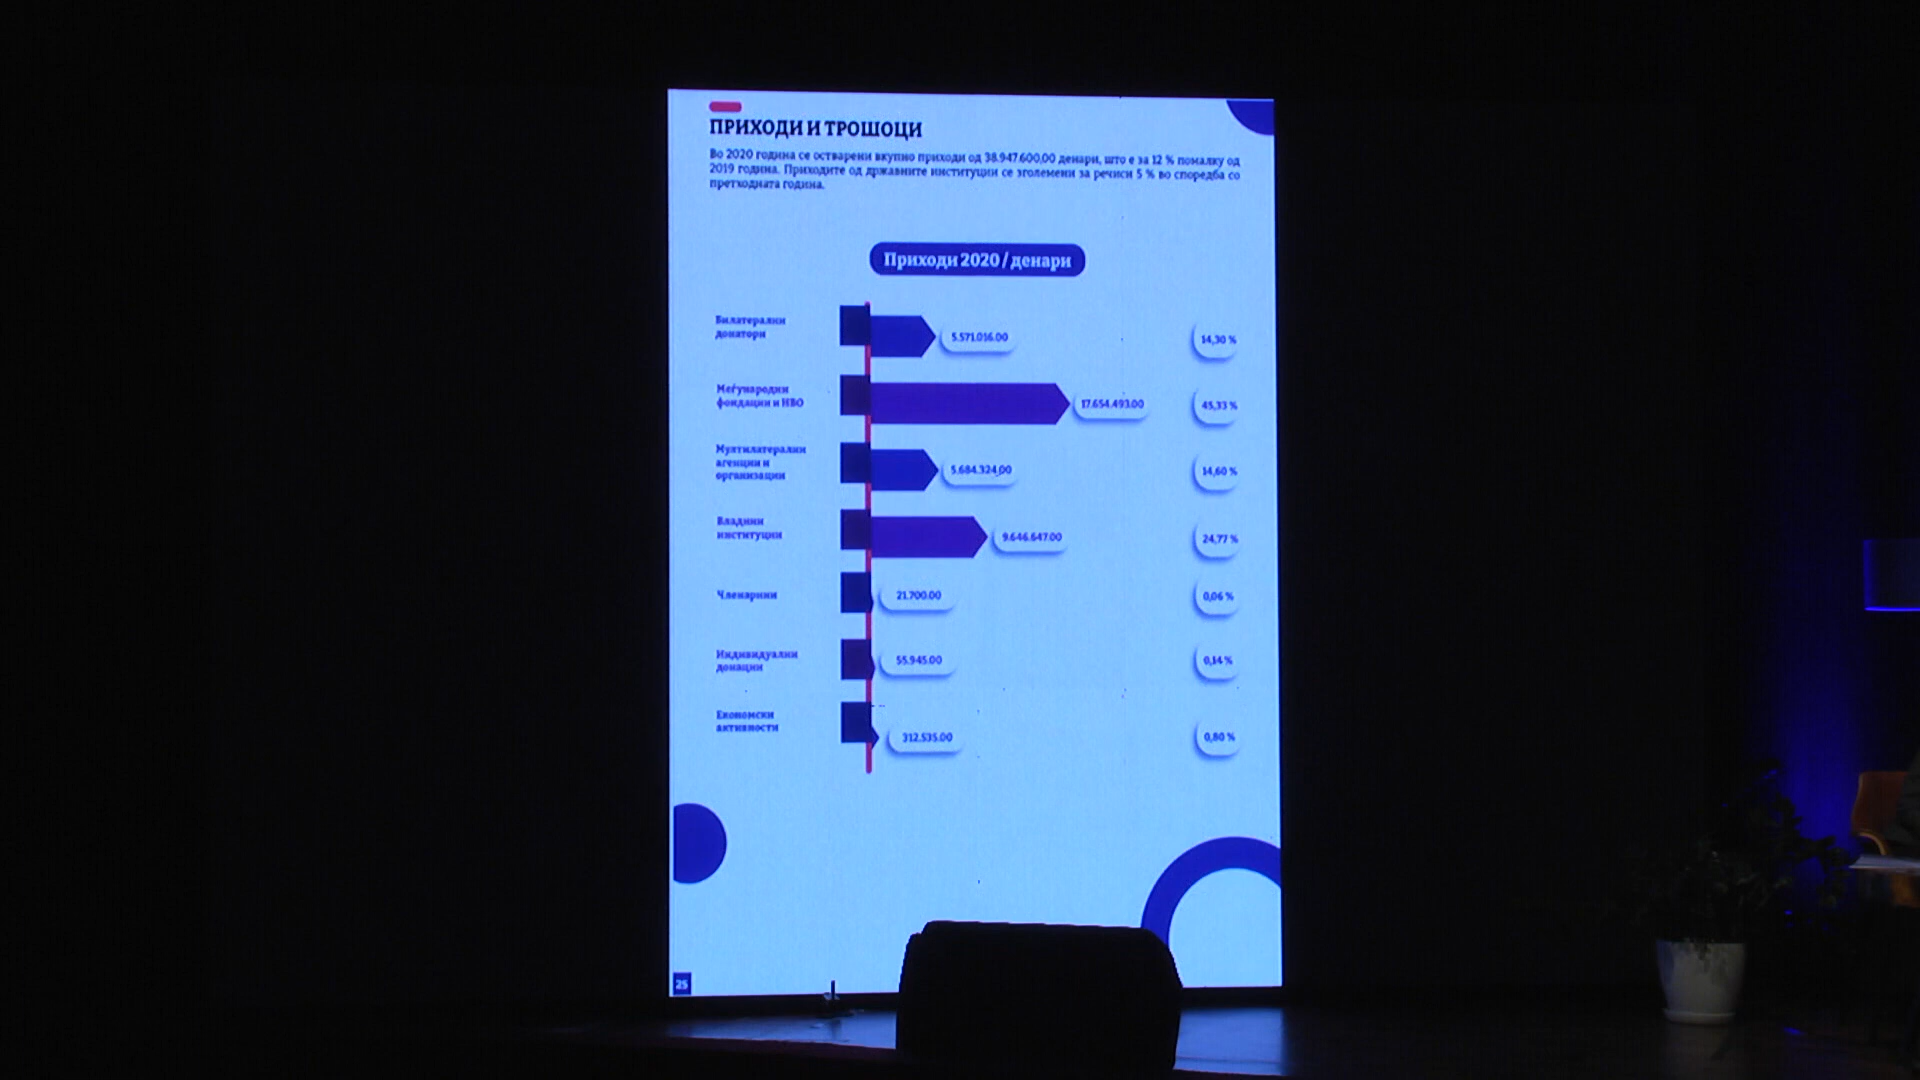 ПРИХОДИ И ТРОШОЦИ
Во 2020 година се остварени вкупно приходи од 38.947.600,00 денари, што е за 12 % помалку од
2019 година. Приходите од државните институции се зголемени за речиси 5 % во споредба со
претходната година.
Приходи 2020 / денари
Билатерални
донатори
5.571.016.00
14,30 %
Меѓународни
фондации и НВО
17.654.493.00
45,33 %
Мултилатерални
агенции и
организации
5.684.324,00
14,60 %
Владини
институции
9.646.647.00
24,77 %
Членарини
21.700.00
0,06 %
Индивидуални
донации
55.945.00
0,14 %
Економски
активности
312.535.00
0,80 %
25